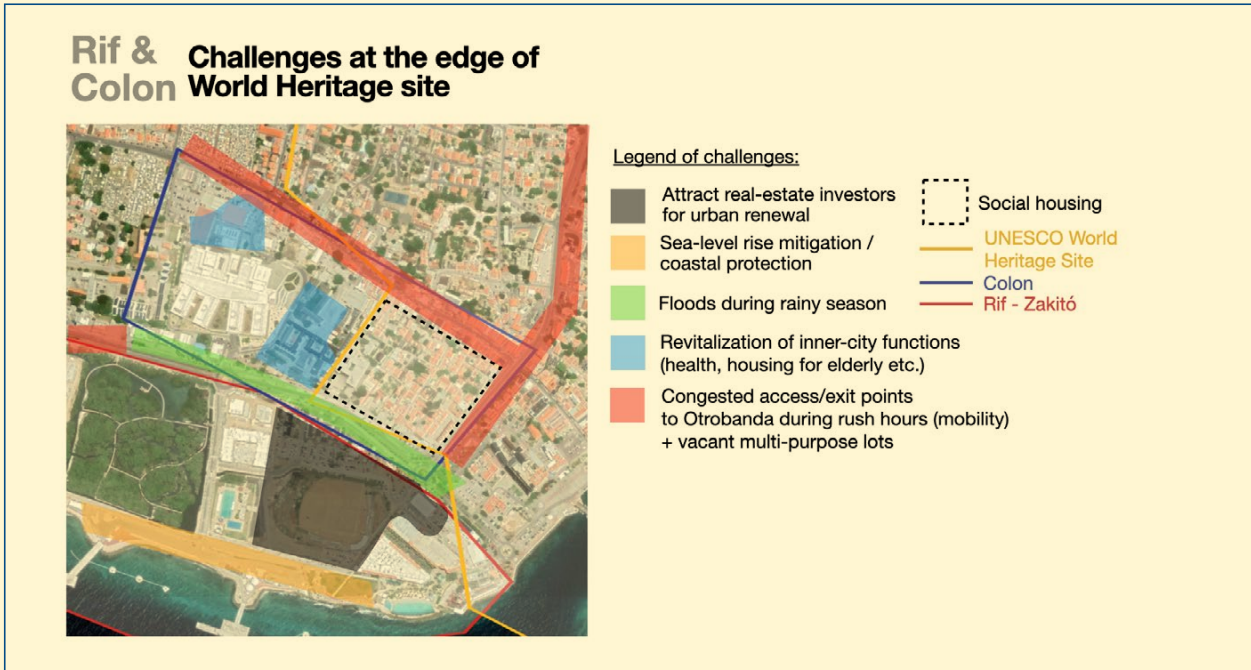 Rif &
Colon
Challenges at the edge of
World Heritage site
Legend of challenges:
Attract real-estate investors
for urban renewal
Sea-level rise mitigation /
coastal protection
Floods during rainy season
Revitalization of inner-city functions
(health, housing for elderly etc.)
Congested access/exit points
to Otrobanda during rush hours (mobility)
+ vacant multi-purpose lots
Social housing
UNESCO World
Heritage Site
Colon
Rif - Zakitó